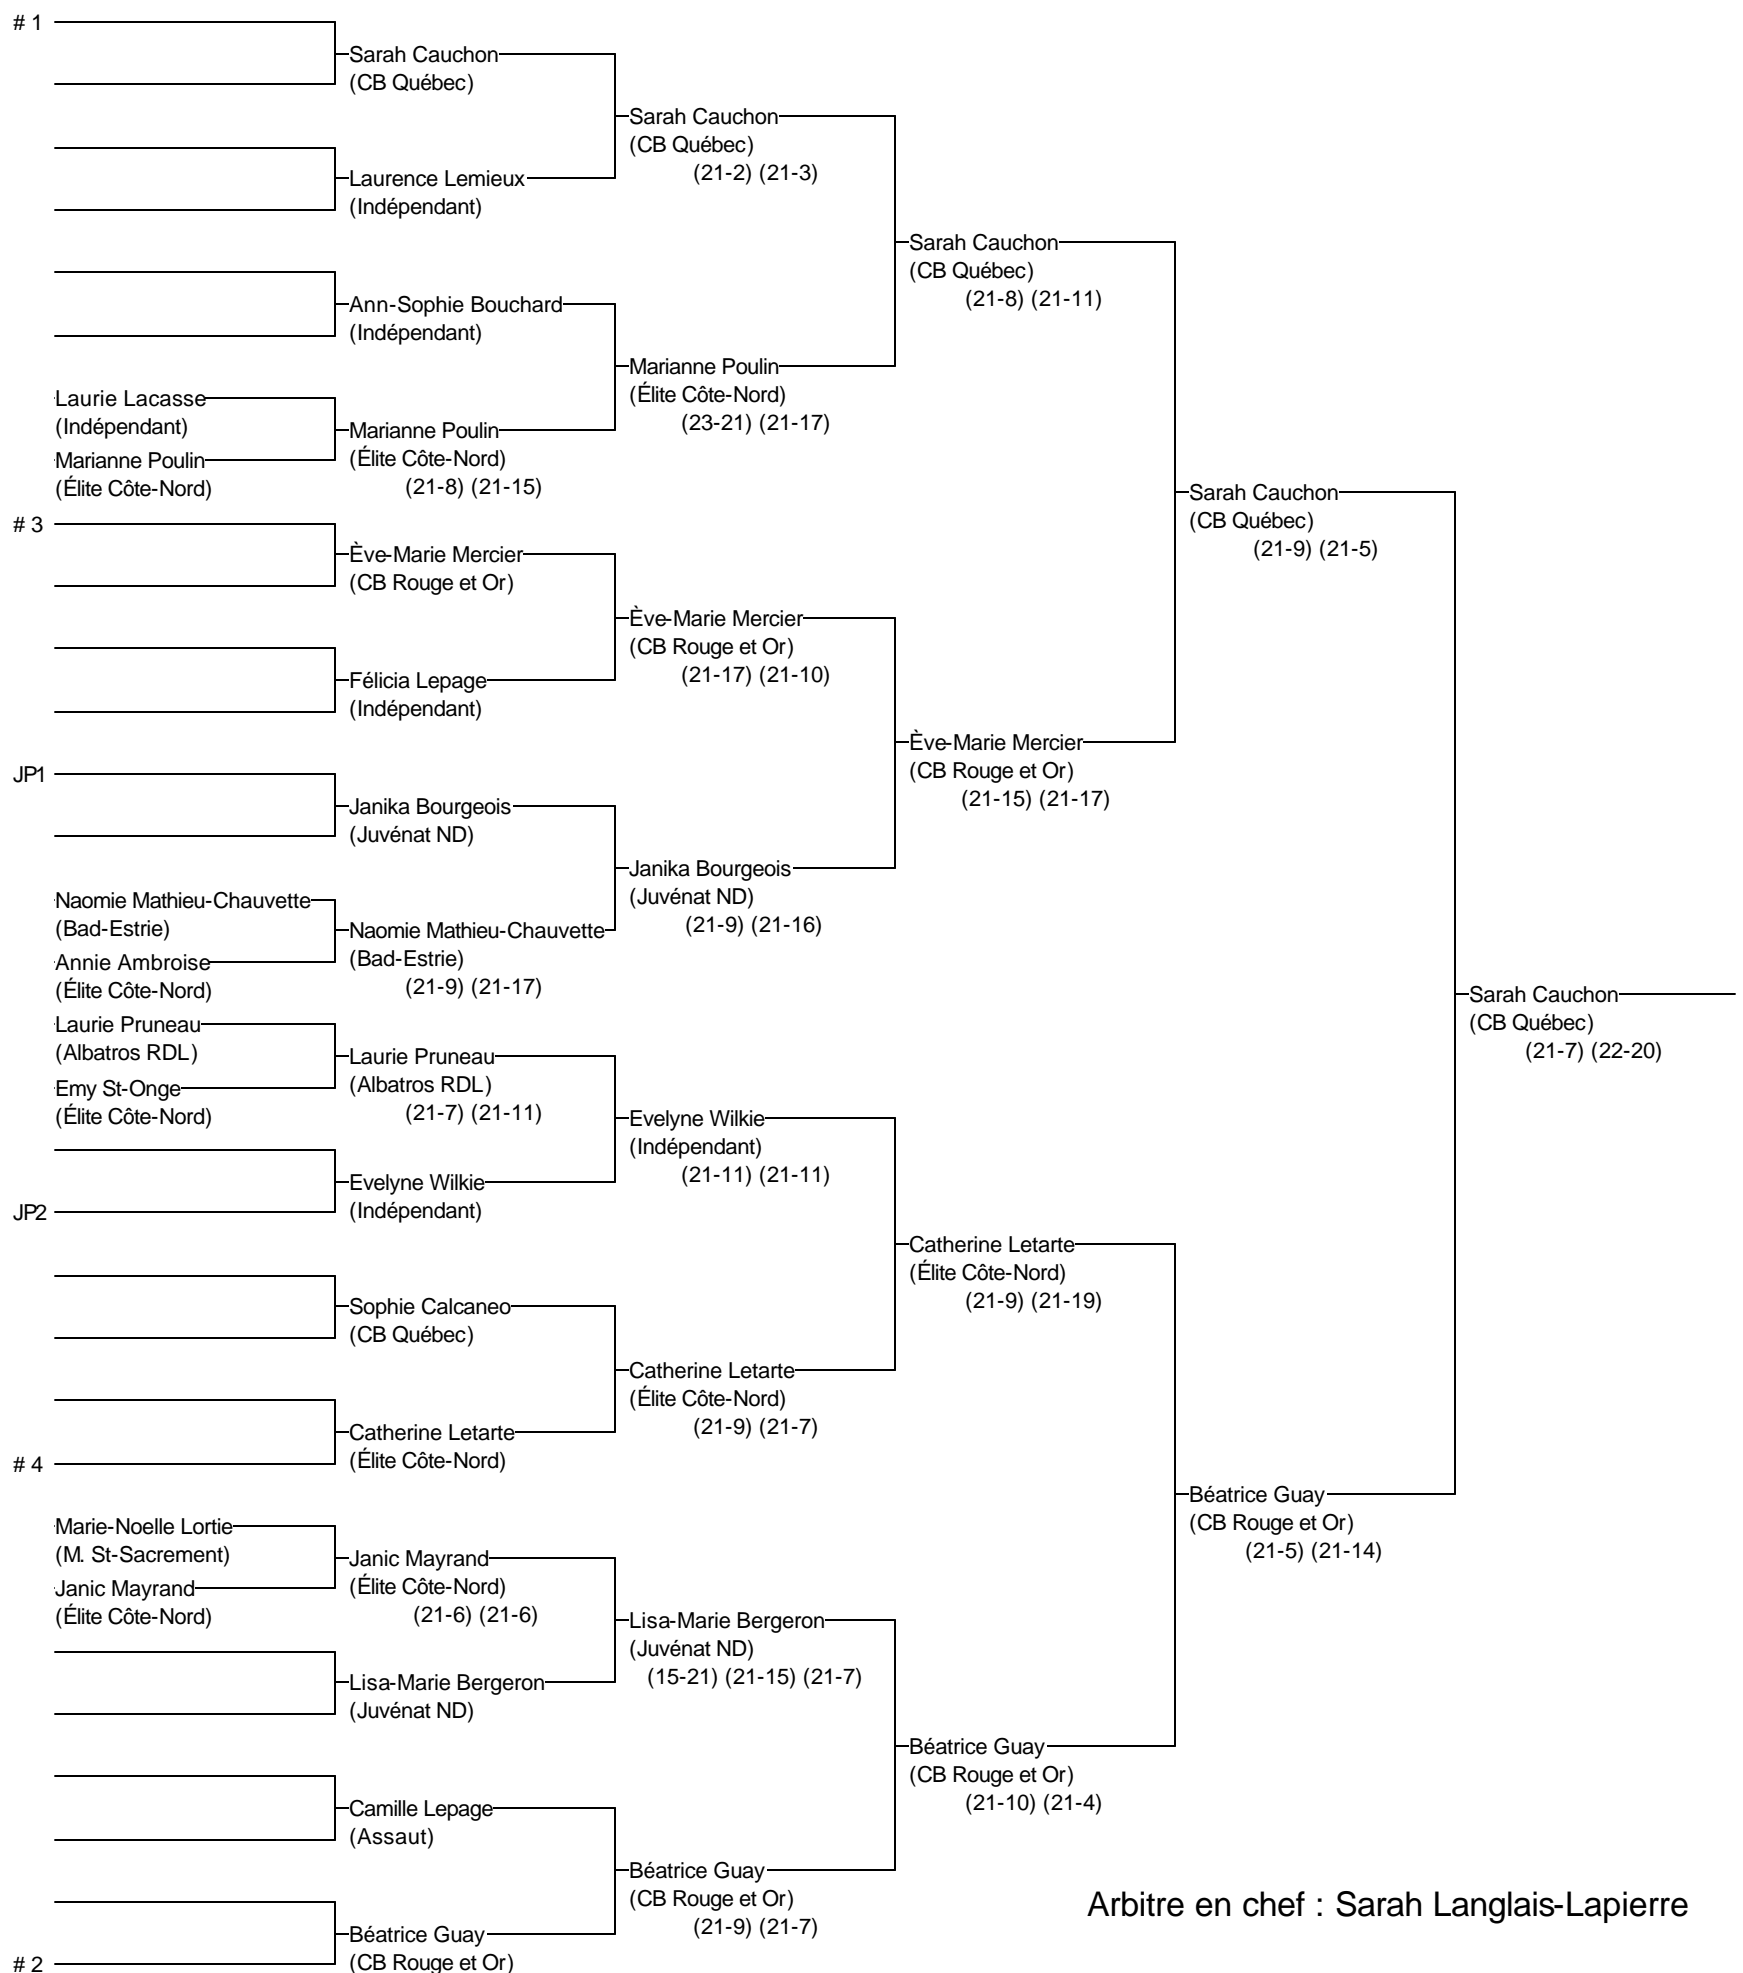 # 1
Sarah Cauchon
(CB Québec)
Sarah Cauchon
(CB Québec)
(21-2) (21-3)
Laurence Lemieux
(Indépendant)
Sarah Cauchon
(CB Québec)
(21-8) (21-11)
Ann-Sophie Bouchard
(Indépendant)
Marianne Poulin
(Élite Côte-Nord)
(23-21) (21-17)
Laurie Lacasse
(Indépendant)
Marianne Poulin
(Élite Côte-Nord)
Marianne Poulin
(Élite Côte-Nord)
(21-8) (21-15)
Sarah Cauchon
(CB Québec)
(21-9) (21-5)
# 3
Ève-Marie Mercier
(CB Rouge et Or)
Ève-Marie Mercier
(CB Rouge et Or)
(21-17) (21-10)
Félicia Lepage
(Indépendant)
Ève-Marie Mercier
(CB Rouge et Or)
(21-15) (21-17)
JP1
Janika Bourgeois
(Juvénat ND)
Janika Bourgeois
(Juvénat ND)
(21-9) (21-16)
Naomie Mathieu-Chauvette
(Bad-Estrie)
Annie Ambroise
(Élite Côte-Nord)
Naomie Mathieu-Chauvette
(Bad-Estrie)
(21-9) (21-17)
Sarah Cauchon
(CB Québec)
(21-7) (22-20)
Laurie Pruneau
(Albatros RDL)
Emy St-Onge
(Élite Côte-Nord)
Laurie Pruneau
(Albatros RDL)
(21-7) (21-11)
Evelyne Wilkie
(Indépendant)
(21-11) (21-11)
Evelyne Wilkie
(Indépendant)
JP2
Catherine Letarte
(Élite Côte-Nord)
(21-9) (21-19)
Sophie Calcaneo
(CB Québec)
Catherine Letarte
(Élite Côte-Nord)
(21-9) (21-7)
Catherine Letarte
(Élite Côte-Nord)
# 4
Béatrice Guay
(CB Rouge et Or)
(21-5) (21-14)
Marie-Noelle Lortie
(M. St-Sacrement)
Janic Mayrand
(Élite Côte-Nord)
Janic Mayrand
(Élite Côte-Nord)
(21-6) (21-6)
Lisa-Marie Bergeron
(Juvénat ND)
(15-21) (21-15) (21-7)
Lisa-Marie Bergeron
(Juvénat ND)
Béatrice Guay
(CB Rouge et Or)
(21-10) (21-4)
Camille Lepage
(Assaut)
Béatrice Guay
(CB Rouge et Or)
(21-9) (21-7)
Béatrice Guay
(CB Rouge et Or)
# 2
Arbitre en chef : Sarah Langlais-Lapierre